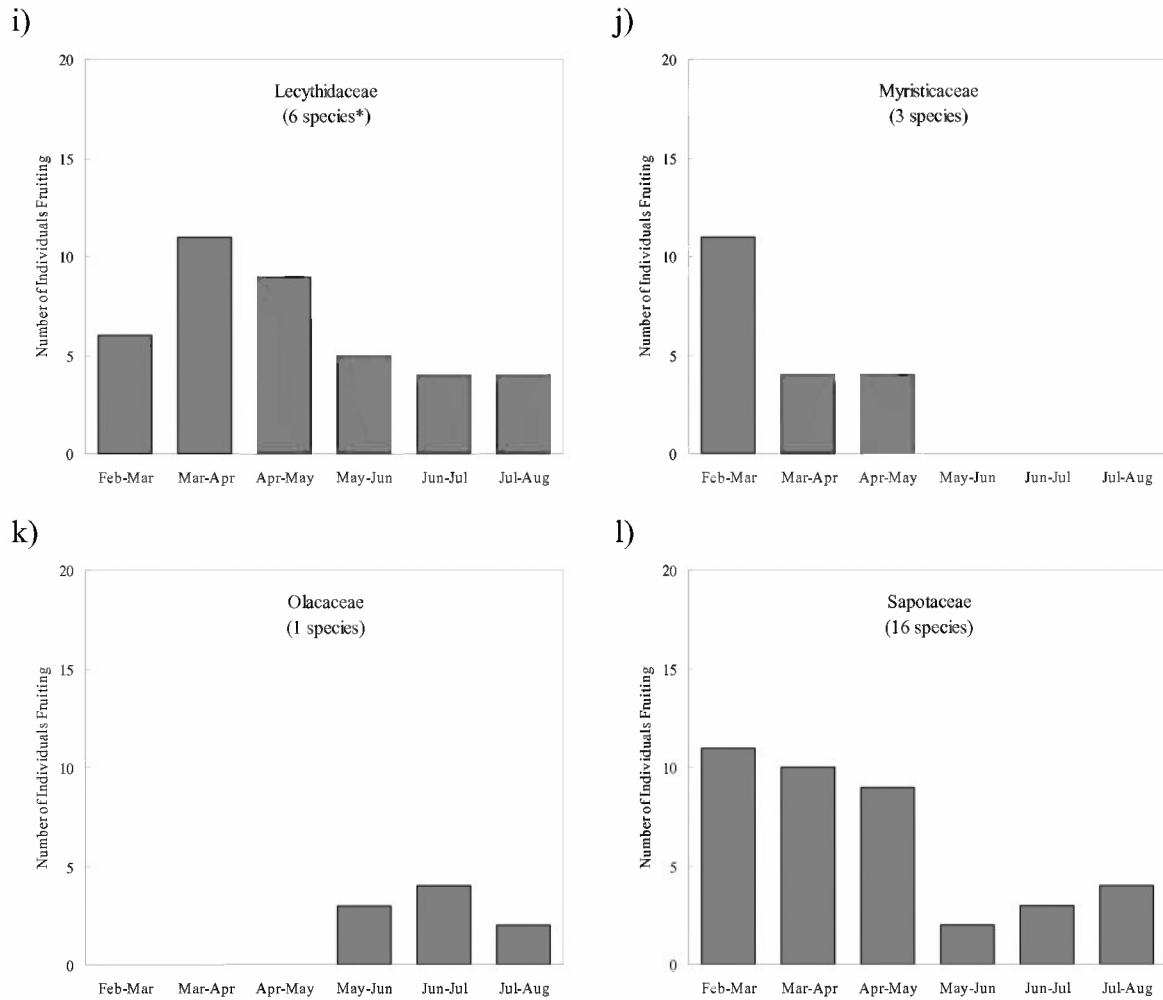 i)
Lecythidaceae
(6 species*)
Number of Individuals Fruiting
20
15
10
5
0
Feb-Mar Mar-Apr Apr-May May-Jun Jun-Jul Jul-Aug
j)
Myristicaceae
(3 species)
Number of Individuals Fruiting
20
15
10
5
0
Feb-Mar Mar-Apr Apr-May May-Jun Jun-Jul Jul-Aug
k)
Olacaceae
(1 species)
Number of Individuals Fruiting
20
15
10
5
0
Feb-Mar Mar-Apr Apr-May May-Jun Jun-Jul Jul-Aug
l)
Sapotaceae
(16 species)
Number of Individuals Fruiting
20
15
10
5
0
Feb-Mar Mar-Apr Apr-May May-Jun Jun-Jul Jul-Aug